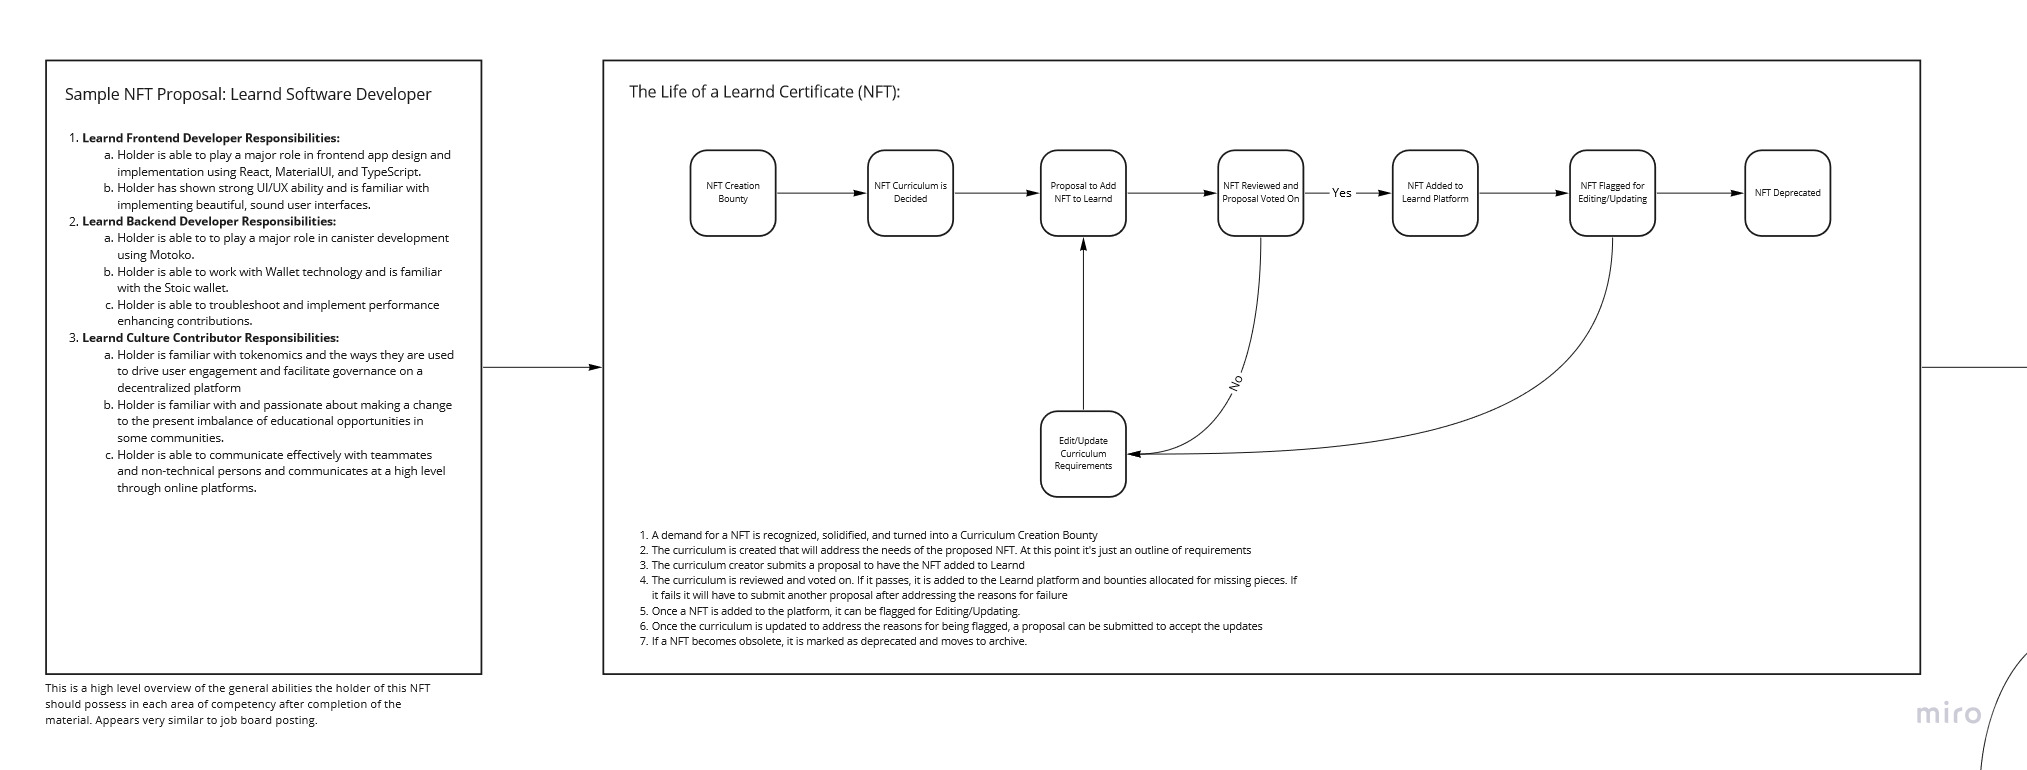 Sample NFT Proposal: Learnd Software Developer
1. Learnd Frontend Developer Responsibilities:
a. Holder is able to play a major role in frontend app design and
implementation using React, MaterialUI, and TypeScript.
b. Holder has shown strong UI/UX ability and is familiar with
implementing beautiful, sound user interfaces.
2. Learnd Backend Developer Responsibilities:
a. Holder is able to to play a major role in canister development
using Motoko.
b. Holder is able to work with Wallet technology and is familiar
with the Stoic wallet.
c. Holder is able to troubleshoot and implement performance
enhancing contributions.
3. Learnd Culture Contributor Responsibilities:
a. Holder is familiar with tokenomics and the ways they are used
to drive user engagement and facilitate governance on a
decentralized platform
b. Holder is familiar with and passionate about making a change
to the present imbalance of educational opportunities in
some communities.
c. Holder is able to communicate effectively with teammates
and non-technical persons and communicates at a high level
through online platforms.
This is a high level overview of the general abilities the holder of this NFT
should possess in each area of competency after completion of the
material. Appears very similar to job board posting.
The Life of a Learnd Certificate (NFT):
NFT Creation
Bounty
NFT Curriculum is
Decided
Proposal to Add
NFT to Learnd
NFT Reviewed and
Proposal Voted On
Yes
NFT Added to
Learnd Platform
NFT Flagged for
Editing/Updating
NFT Deprecated
No
Edit/Update
Curriculum
Requirements
1. A demand for a NFT is recognized, solidified, and turned into a Curriculum Creation Bounty
2. The curriculum is created that will address the needs of the proposed NFT. At this point it's just an outline of requirements
3. The curriculum creator submits a proposal to have the NFT added to Learnd
4. The curriculum is reviewed and voted on. If it passes, it is added to the Learnd platform and bounties allocated for missing pieces. If
it fails it will have to submit another proposal after addressing the reasons for failure
5. Once a NFT is added to the platform, it can be flagged for Editing/Updating.
6. Once the curriculum is updated to address the reasons for being flagged, a proposal can be submitted to accept the updates
7. If a NFT becomes obsolete, it is marked as deprecated and moves to archive.
miro